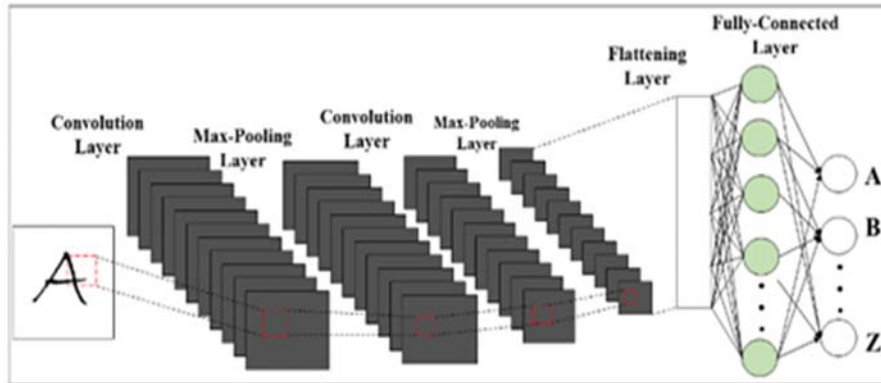 Fully-Connected
Layer
Flattening
Layer
Convolution
Layer
Max-Pooling
Layer
Convolution
Layer
Max-Pooling
Layer
A
A
B
Z